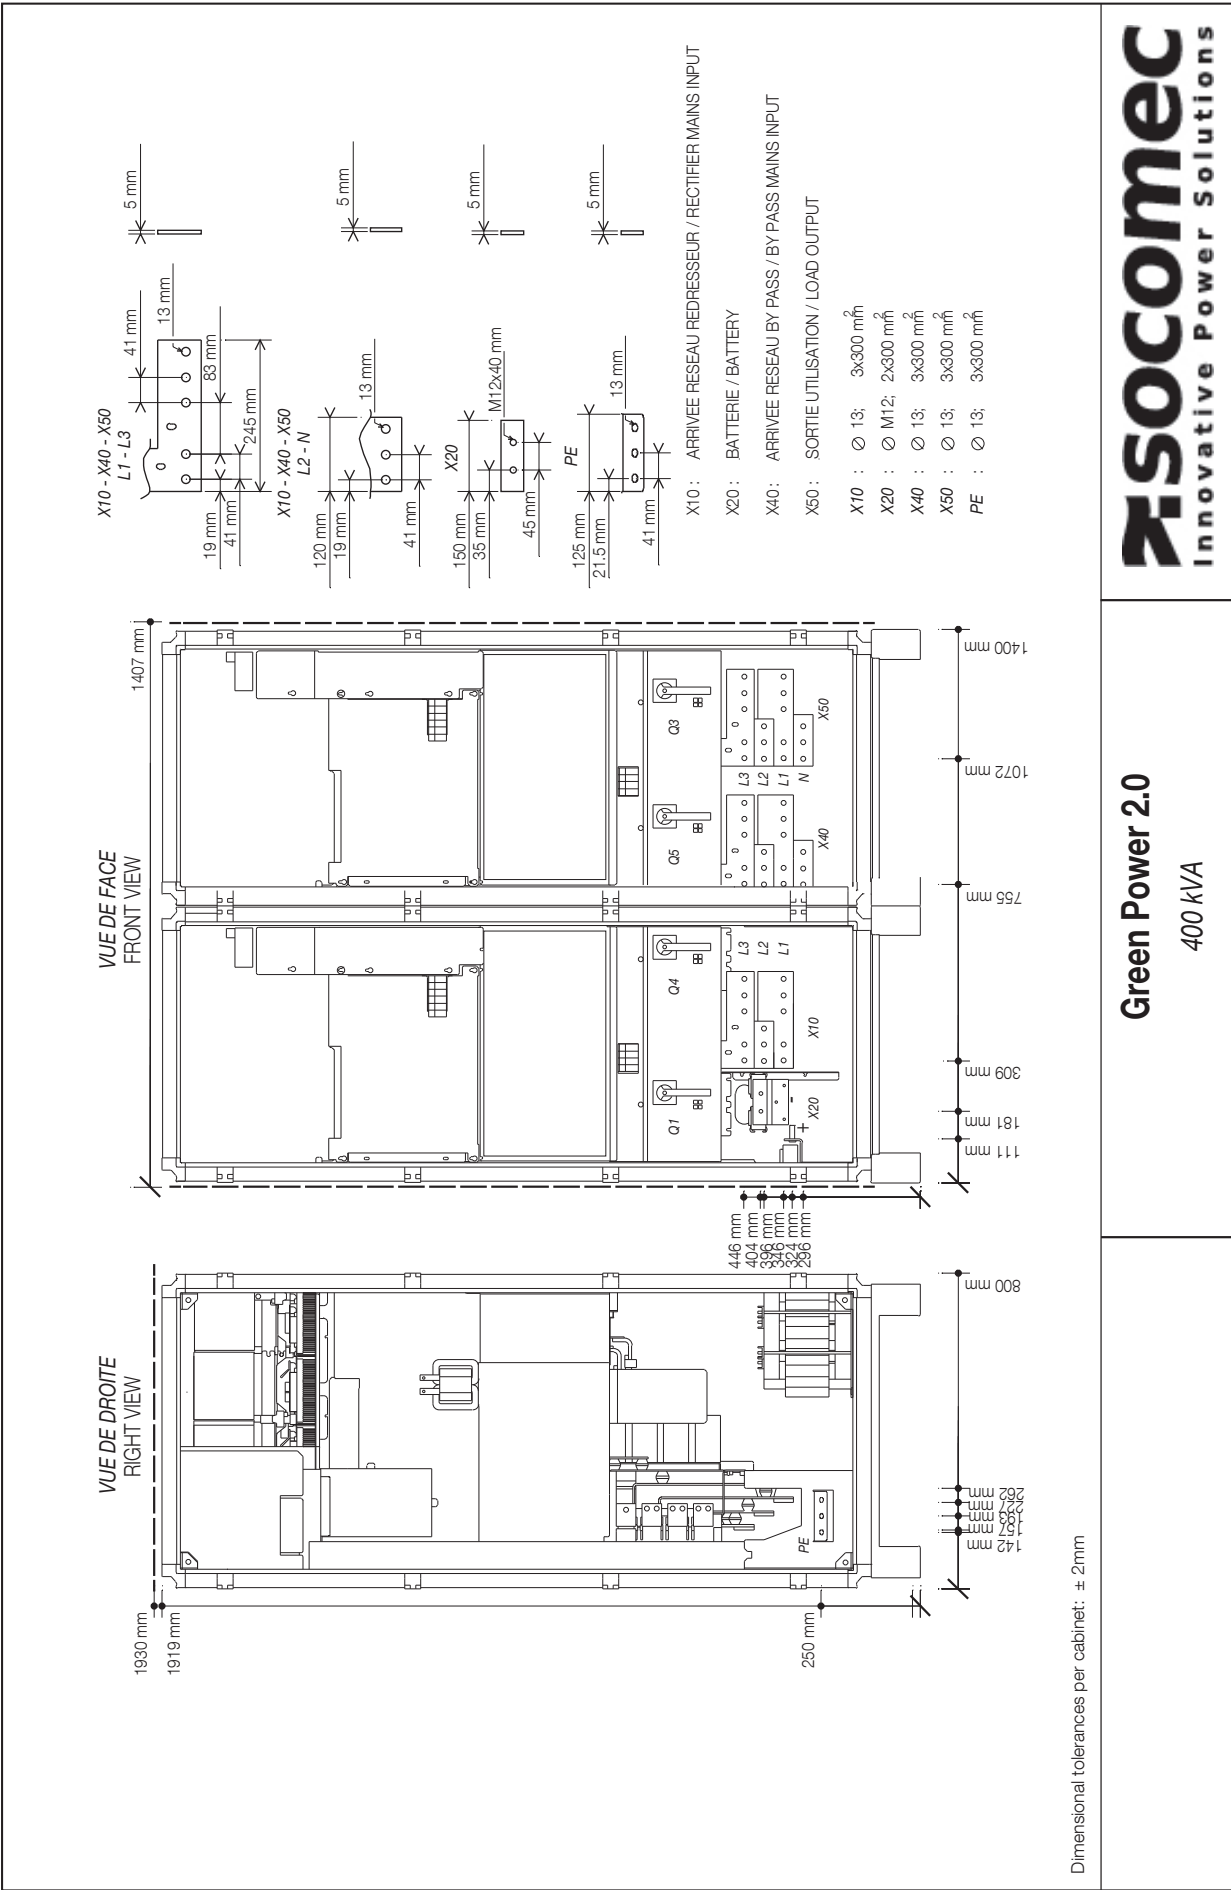 VUE DE DROITE
RIGHT VIEW
1930 mm
1919 mm
250 mm
PE
142 mm
157 mm
193 mm
227 mm
262 mm
800 mm
VUE DE FACE
FRONT VIEW
1407 mm
446 mm
404 mm
396 mm
346 mm
324 mm
296 mm
Q1
Q4
Q5
Q3
L3
L2
L1
X20
+
-
X10
X40
L3
L2
L1
N
X50
111 mm
181 mm
309 mm
755 mm
1072 mm
1400 mm
X10 - X40 - X50
L1 - L3
19 mm
41 mm
245 mm
83 mm
41 mm
13 mm
5 mm
X10 - X40 - X50
L2 - N
120 mm
19 mm
41 mm
13 mm
5 mm
X20
150 mm
35 mm
45 mm
M12x40 mm
5 mm
PE
125 mm
21.5 mm
41 mm
13 mm
5 mm
X10 : ARRIVEE RESEAU REDRESSEUR / RECTIFIER MAINS INPUT
X20 : BATTERIE / BATTERY
X40 : ARRIVEE RESEAU BY PASS / BY PASS MAINS INPUT
X50 : SORTIE UTILISATION / LOAD OUTPUT
X10 : ∅ 13; 3x300 mm²
X20 : ∅ M12; 2x300 mm²
X40 : ∅ 13; 3x300 mm²
X50 : ∅ 13; 3x300 mm²
PE : ∅ 13; 3x300 mm²
Dimensional tolerances per cabinet: ± 2mm
Green Power 2.0
400 kVA
socomec
Innovative Power Solutions